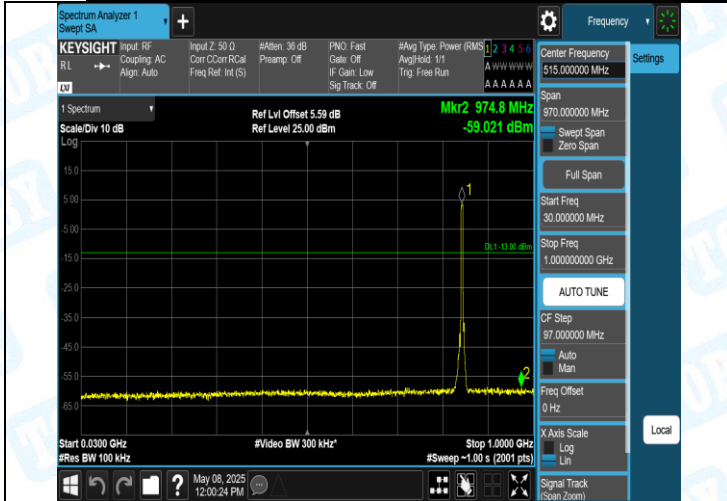 Spectrum Analyzer 1
Swept SA
+
Frequency
KEYSIGHT
RL
LXI
Input: RF
Coupling: AC
Align: Auto
Input Z: 50 Ω
Corr CCorr RCal
Freq Ref: Int (S)
#Atten: 36 dB
Preamp: Off
PNO: Fast
Gate: Off
IF Gain: Low
Sig Track: Off
#Avg Type: Power (RMS
Avg|Hold: 1/1
Trig: Free Run
1 2 3 4 5 6
A W W W W W
A A A A A A
1 Spectrum
Scale/Div 10 dB
Log
Ref Lvl Offset 5.59 dB
Ref Level 25.00 dBm
Mkr2 974.8 MHz
-59.021 dBm
15.0
5.00
-5.00
-15.0
-25.0
-35.0
-45.0
-55.0
-65.0
1
DL1 -13.00 dBm
2
Start 0.0300 GHz
#Res BW 100 kHz
#Video BW 300 kHz*
Stop 1.0000 GHz
#Sweep ~1.00 s (2001 pts)
?
May 08, 2025
12:00:24 PM
Center Frequency
515.000000 MHz
Span
970.000000 MHz
Swept Span
Zero Span
Full Span
Start Freq
30.000000 MHz
Stop Freq
1.000000000 GHz
AUTO TUNE
CF Step
97.000000 MHz
Auto
Man
Freq Offset
0 Hz
X Axis Scale
Log
Lin
Signal Track
(Span Zoom)
Settings
Local